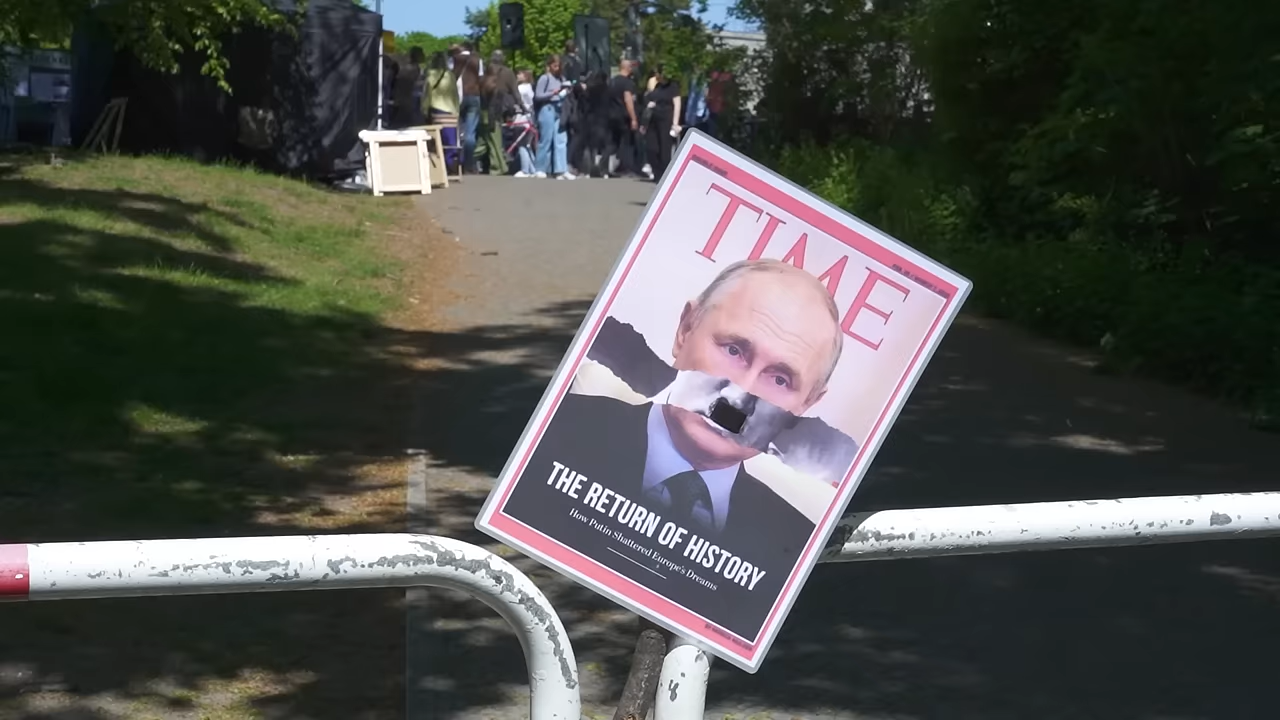 TIME
THE RETURN OF HISTORY
How Putin Shattered Europe's Dreams